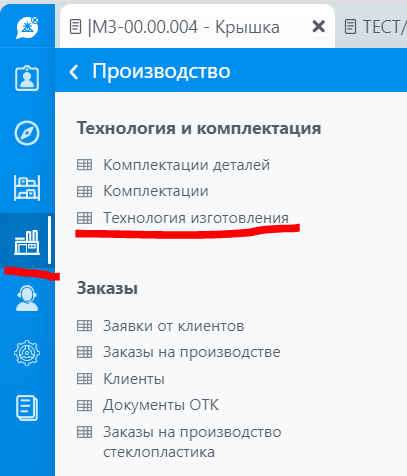 |М3-00.00.004 - Крышка
ТЕСТ/
Производство
Технология и комплектация
Комплектации деталей
Комплектации
Технология изготовления
Заказы
Заявки от клиентов
Заказы на производстве
Клиенты
Документы ОТК
Заказы на производство
стеклопластика